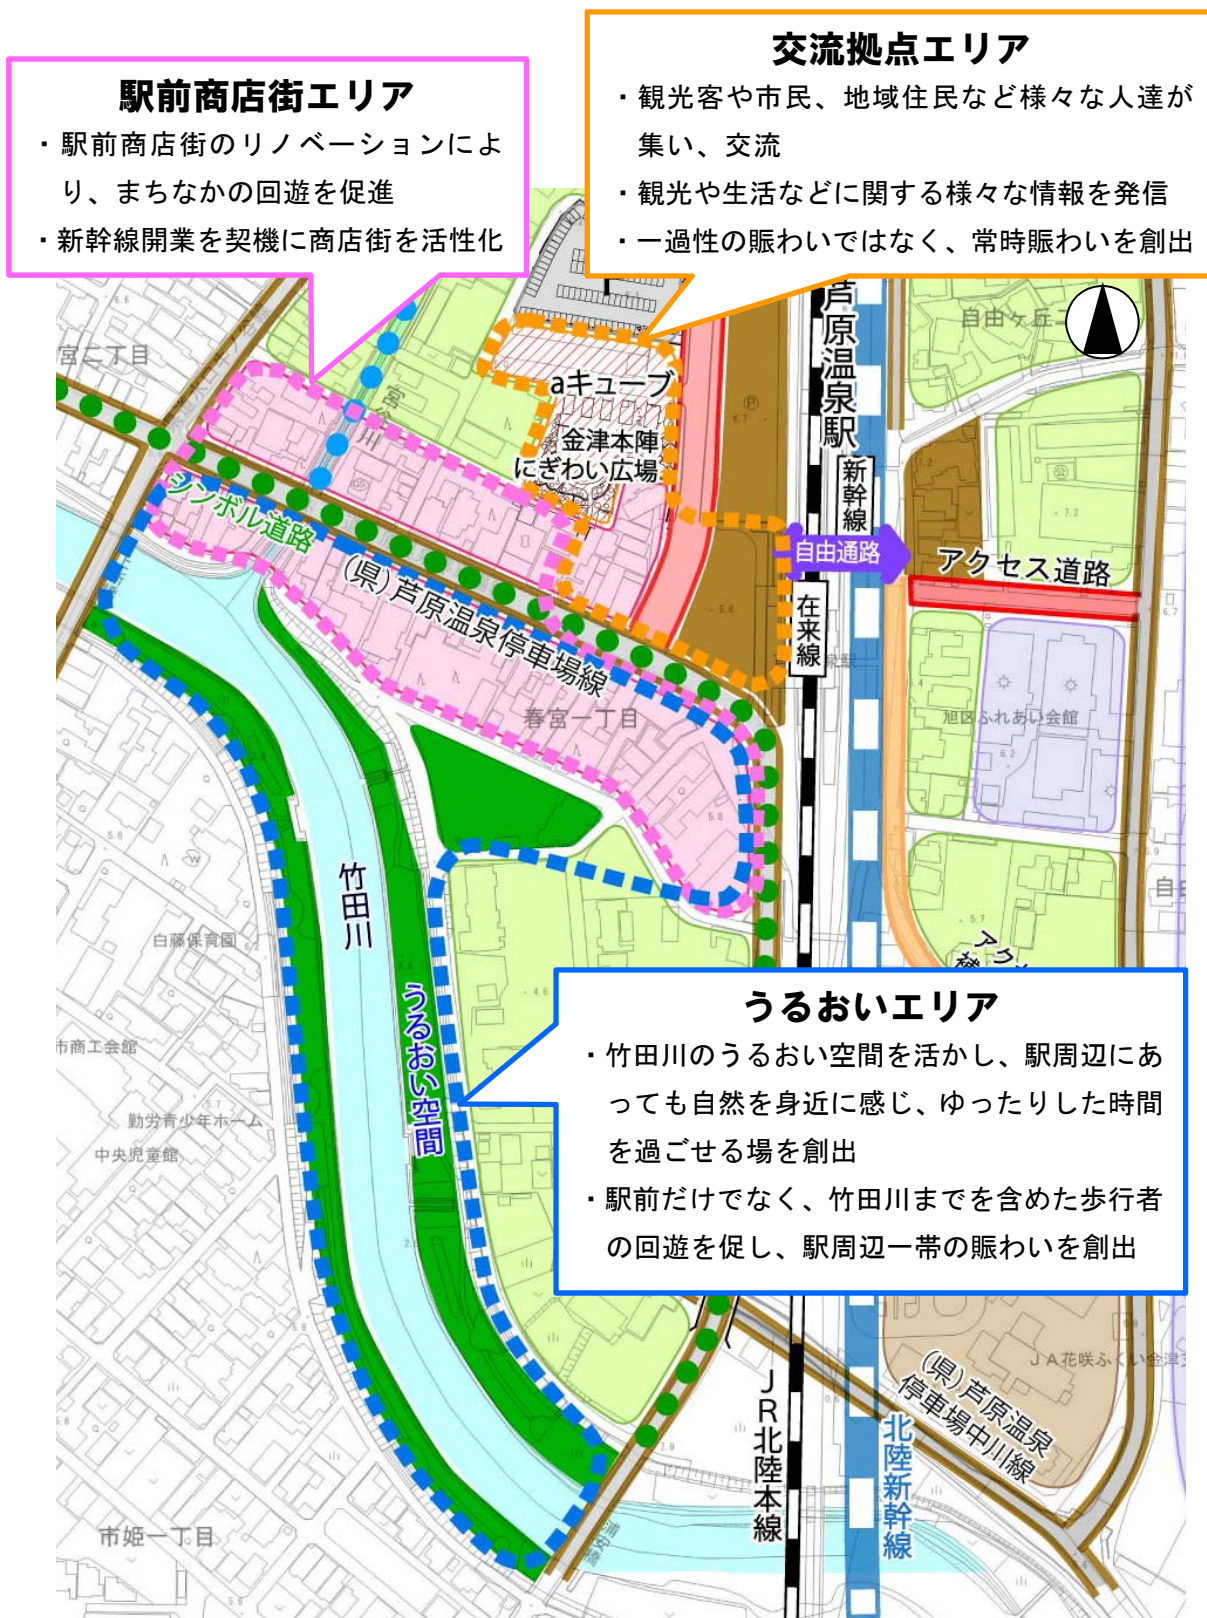 交流拠点エリア
・観光客や市民、地域住民など様々な人達が
集い、交流
・観光や生活などに関する様々な情報を発信
・一過性の賑わいではなく、常時賑わいを創出
駅前商店街エリア
・駅前商店街のリノベーションによ
り、まちなかの回遊を促進
・新幹線開業を契機に商店街を活性化
芦原温泉駅
自由ヶ丘二
宮二丁目
宮谷川
aキューブ
金津本陣
にぎわい広場
新幹線
自由通路
アクセス道路
在来線
シンボル道路
(県)芦原温泉停車場線
春宮一丁目
旭区ふれあい会館
竹田川
白藤保育園
うるおい空間
市商工会館
勤労青少年ホーム
中央児童館
うるおいエリア
・竹田川のうるおい空間を活かし、駅周辺にあ
っても自然を身近に感じ、ゆったりした時間
を過ごせる場を創出
・駅前だけでなく、竹田川までを含めた歩行者
の回遊を促し、駅周辺一帯の賑わいを創出
JA花咲ふくい金津支
(県)芦原温泉
停車場中川線
JR北陸本線
北陸新幹線
市姫一丁目